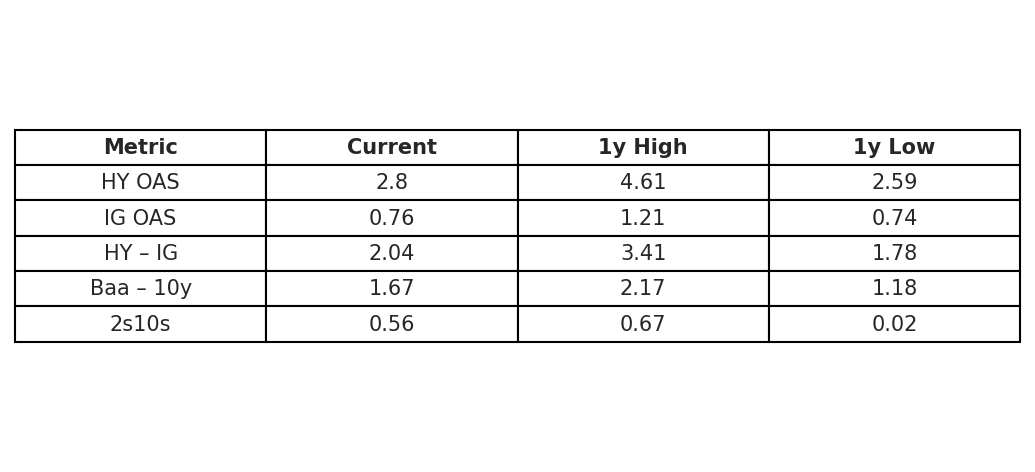 Metric Current 1y High 1y Low
HY OAS 2.8 4.61 2.59
IG OAS 0.76 1.21 0.74
HY – IG 2.04 3.41 1.78
Baa – 10y 1.67 2.17 1.18
2s10s 0.56 0.67 0.02